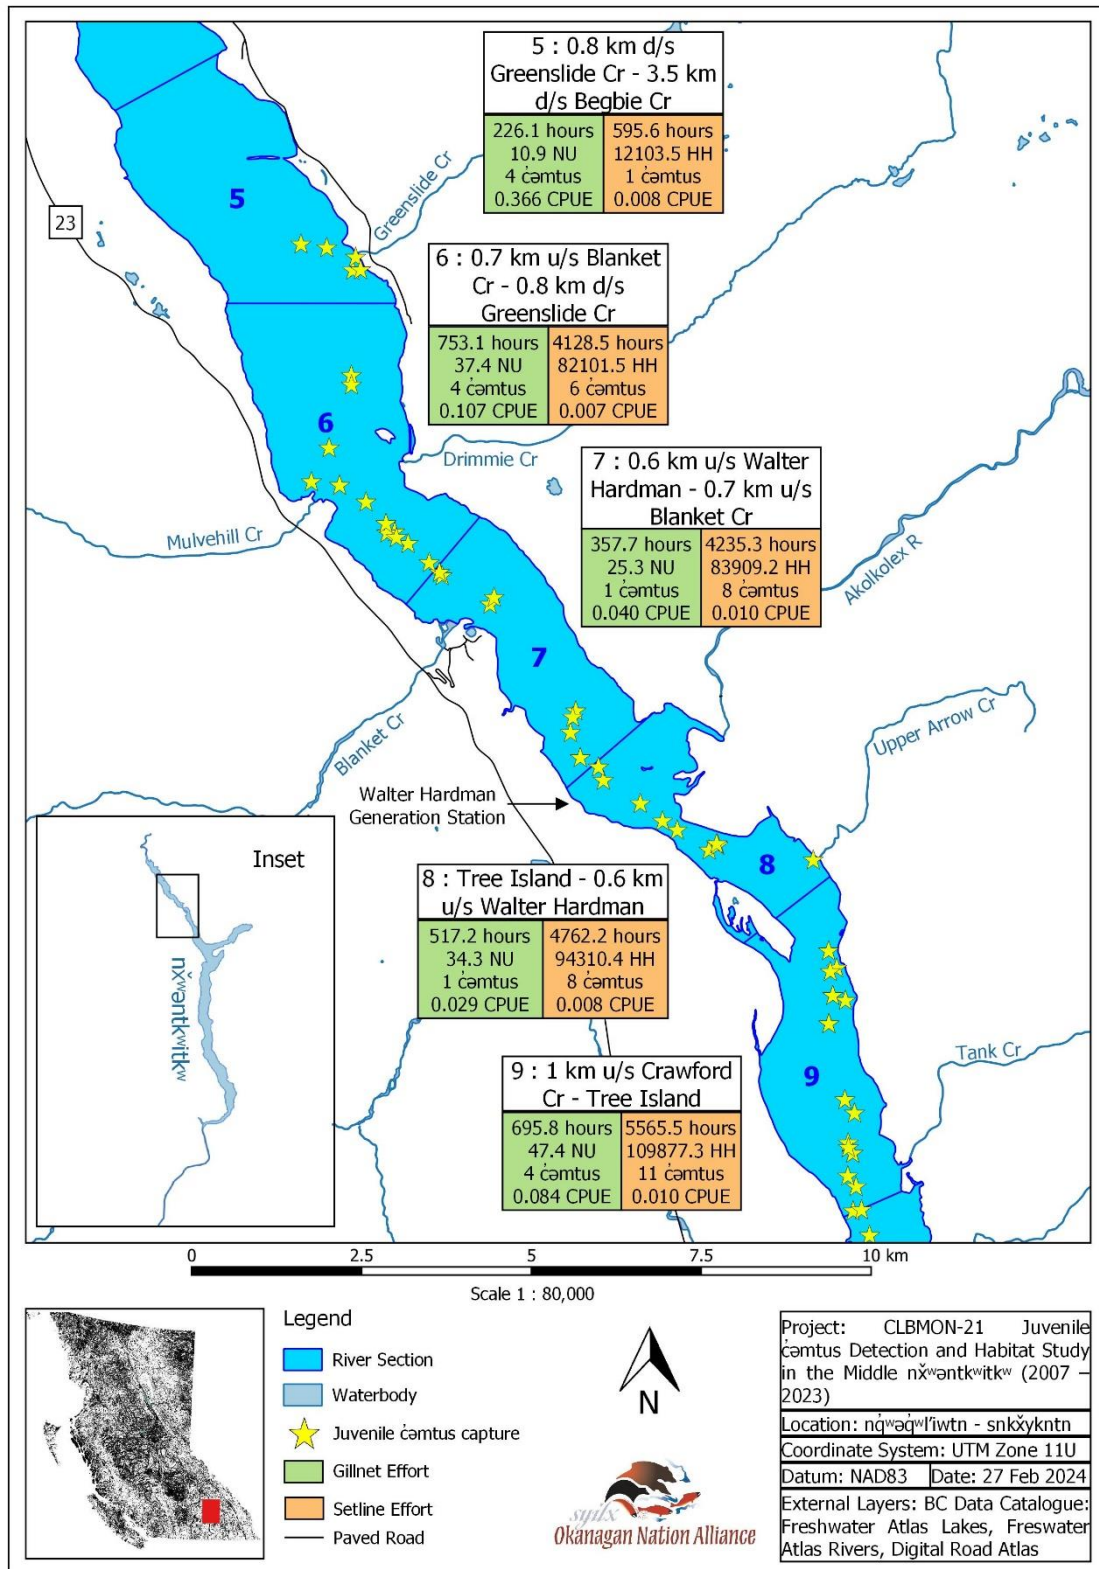 5 : 0.8 km d/s
Greenslide Cr - 3.5 km
d/s Begbie Cr
226.1 hours
10.9 NU
4 c̓əmtus
0.366 CPUE
595.6 hours
12103.5 HH
1 c̓əmtus
0.008 CPUE
5
Greenslide Cr
23
6 : 0.7 km u/s Blanket
Cr - 0.8 km d/s
Greenslide Cr
753.1 hours
37.4 NU
4 c̓əmtus
0.107 CPUE
4128.5 hours
82101.5 HH
6 c̓əmtus
0.007 CPUE
6
Drimmie Cr
Mulvehill Cr
7 : 0.6 km u/s Walter
Hardman - 0.7 km u/s
Blanket Cr
357.7 hours
25.3 NU
1 c̓əmtus
0.040 CPUE
4235.3 hours
83909.2 HH
8 c̓əmtus
0.010 CPUE
Akolkolex R
7
Blanket Cr
Upper Arrow Cr
Walter Hardman
Generation Station
8
8 : Tree Island - 0.6 km
u/s Walter Hardman
517.2 hours
34.3 NU
1 c̓əmtus
0.029 CPUE
4762.2 hours
94310.4 HH
8 c̓əmtus
0.008 CPUE
Inset
nx̌ʷəntkʷitkʷ
9
Tank Cr
9 : 1 km u/s Crawford
Cr - Tree Island
695.8 hours
47.4 NU
4 c̓əmtus
0.084 CPUE
5565.5 hours
109877.3 HH
11 c̓əmtus
0.010 CPUE
0 2.5 5 7.5 10 km
Scale 1 : 80,000
Legend
River Section
Waterbody
Juvenile c̓əmtus capture
Gillnet Effort
Setline Effort
Paved Road
N
syilx
Okanagan Nation Alliance
Project: CLBMON-21 Juvenile
c̓əmtus Detection and Habitat Study
in the Middle nx̌ʷəntkʷitkʷ (2007 –
2023)
Location: nq̓ʷəq̓ʷl̓iwtn - snkx̌ykntn
Coordinate System: UTM Zone 11U
Datum: NAD83 Date: 27 Feb 2024
External Layers: BC Data Catalogue:
Freshwater Atlas Lakes, Freswater
Atlas Rivers, Digital Road Atlas